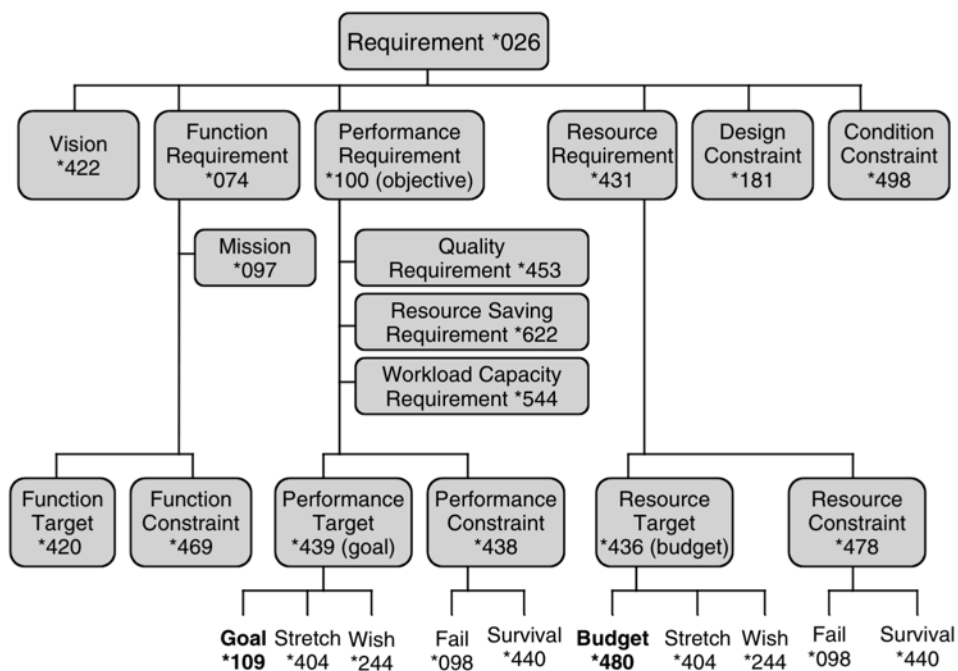 Requirement *026
Vision
*422
Function
Requirement
*074
Performance
Requirement
*100 (objective)
Resource
Requirement
*431
Design
Constraint
*181
Condition
Constraint
*498
Mission
*097
Quality
Requirement *453
Resource Saving
Requirement *622
Workload Capacity
Requirement *544
Function
Target
*420
Function
Constraint
*469
Performance
Target
*439 (goal)
Performance
Constraint
*438
Resource
Target
*436 (budget)
Resource
Constraint
*478
Goal
*109
Stretch
*404
Wish
*244
Fail
*098
Survival
*440
Budget
*480
Stretch
*404
Wish
*244
Fail
*098
Survival
*440